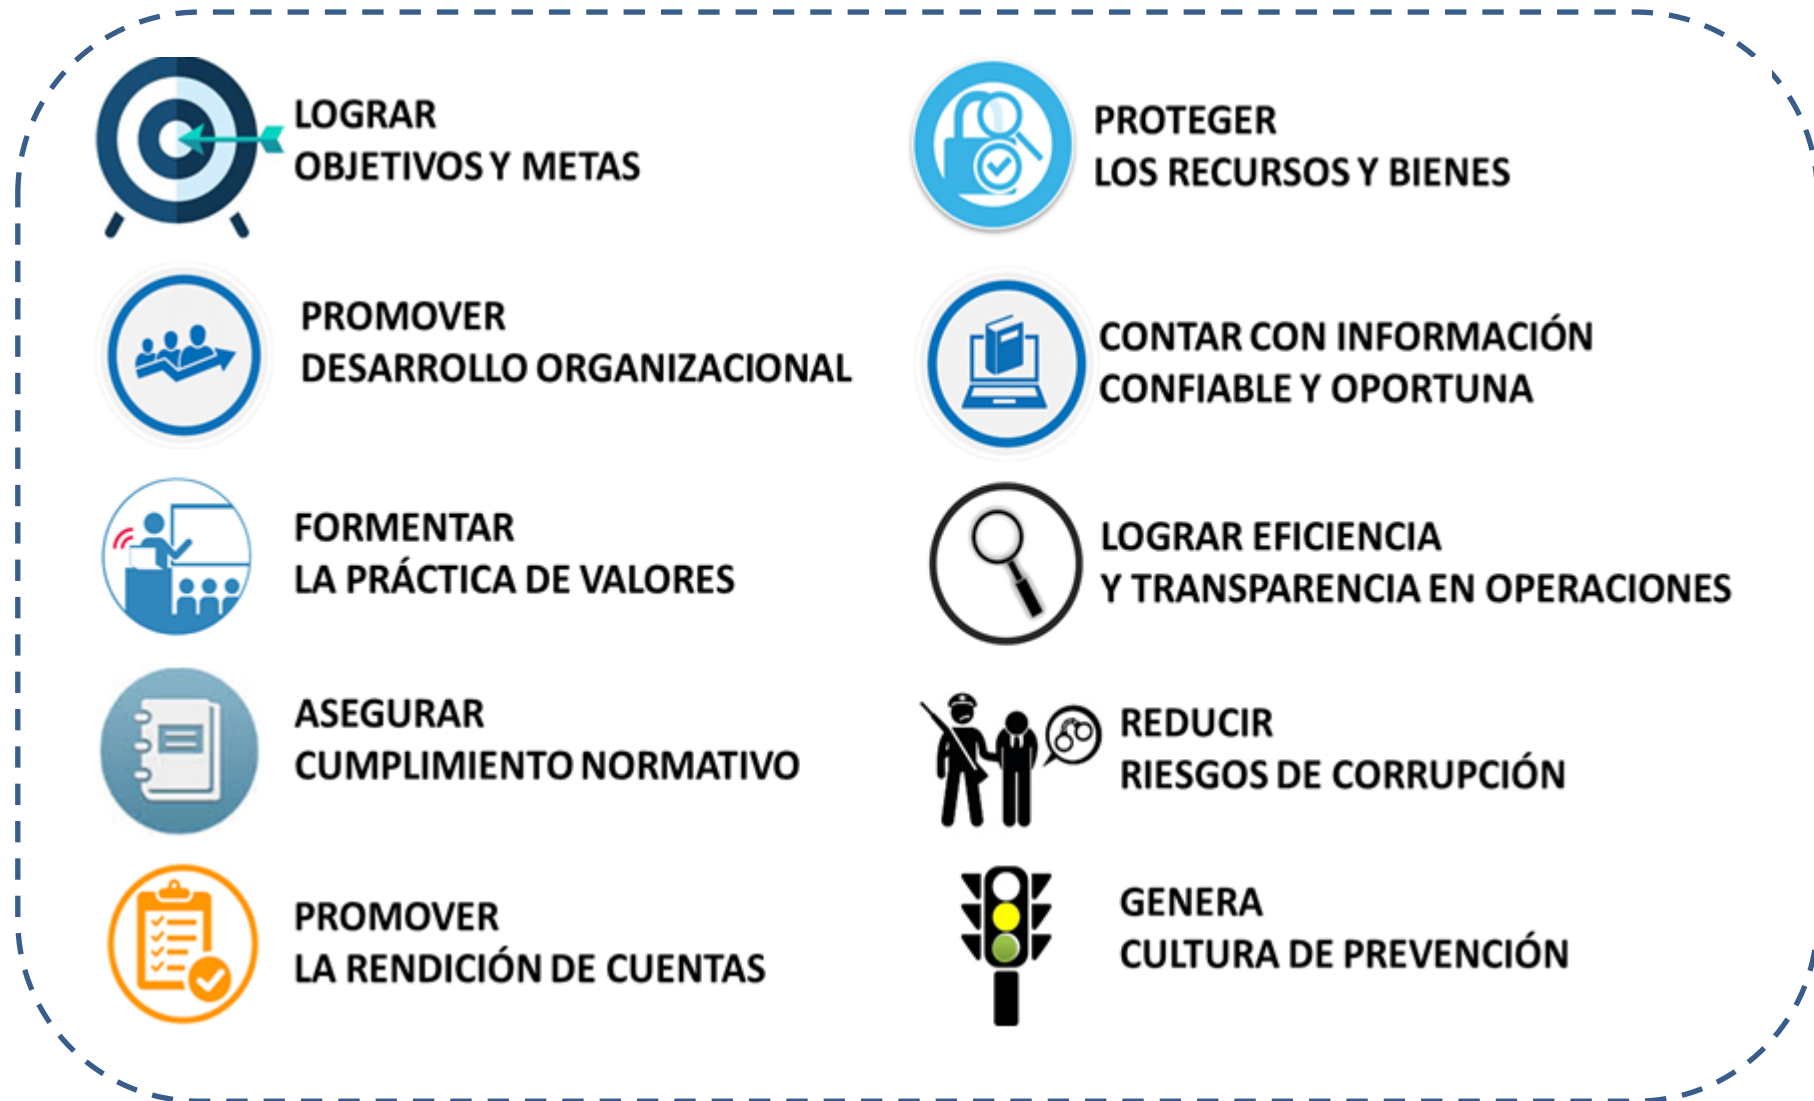 LOGRAR
OBJETIVOS Y METAS
PROMOVER
DESARROLLO ORGANIZACIONAL
FORMENTAR
LA PRÁCTICA DE VALORES
ASEGURAR
CUMPLIMIENTO NORMATIVO
PROMOVER
LA RENDICIÓN DE CUENTAS
PROTEGER
LOS RECURSOS Y BIENES
CONTAR CON INFORMACIÓN
CONFIABLE Y OPORTUNA
LOGRAR EFICIENCIA
Y TRANSPARENCIA EN OPERACIONES
REDUCIR
RIESGOS DE CORRUPCIÓN
GENERA
CULTURA DE PREVENCIÓN